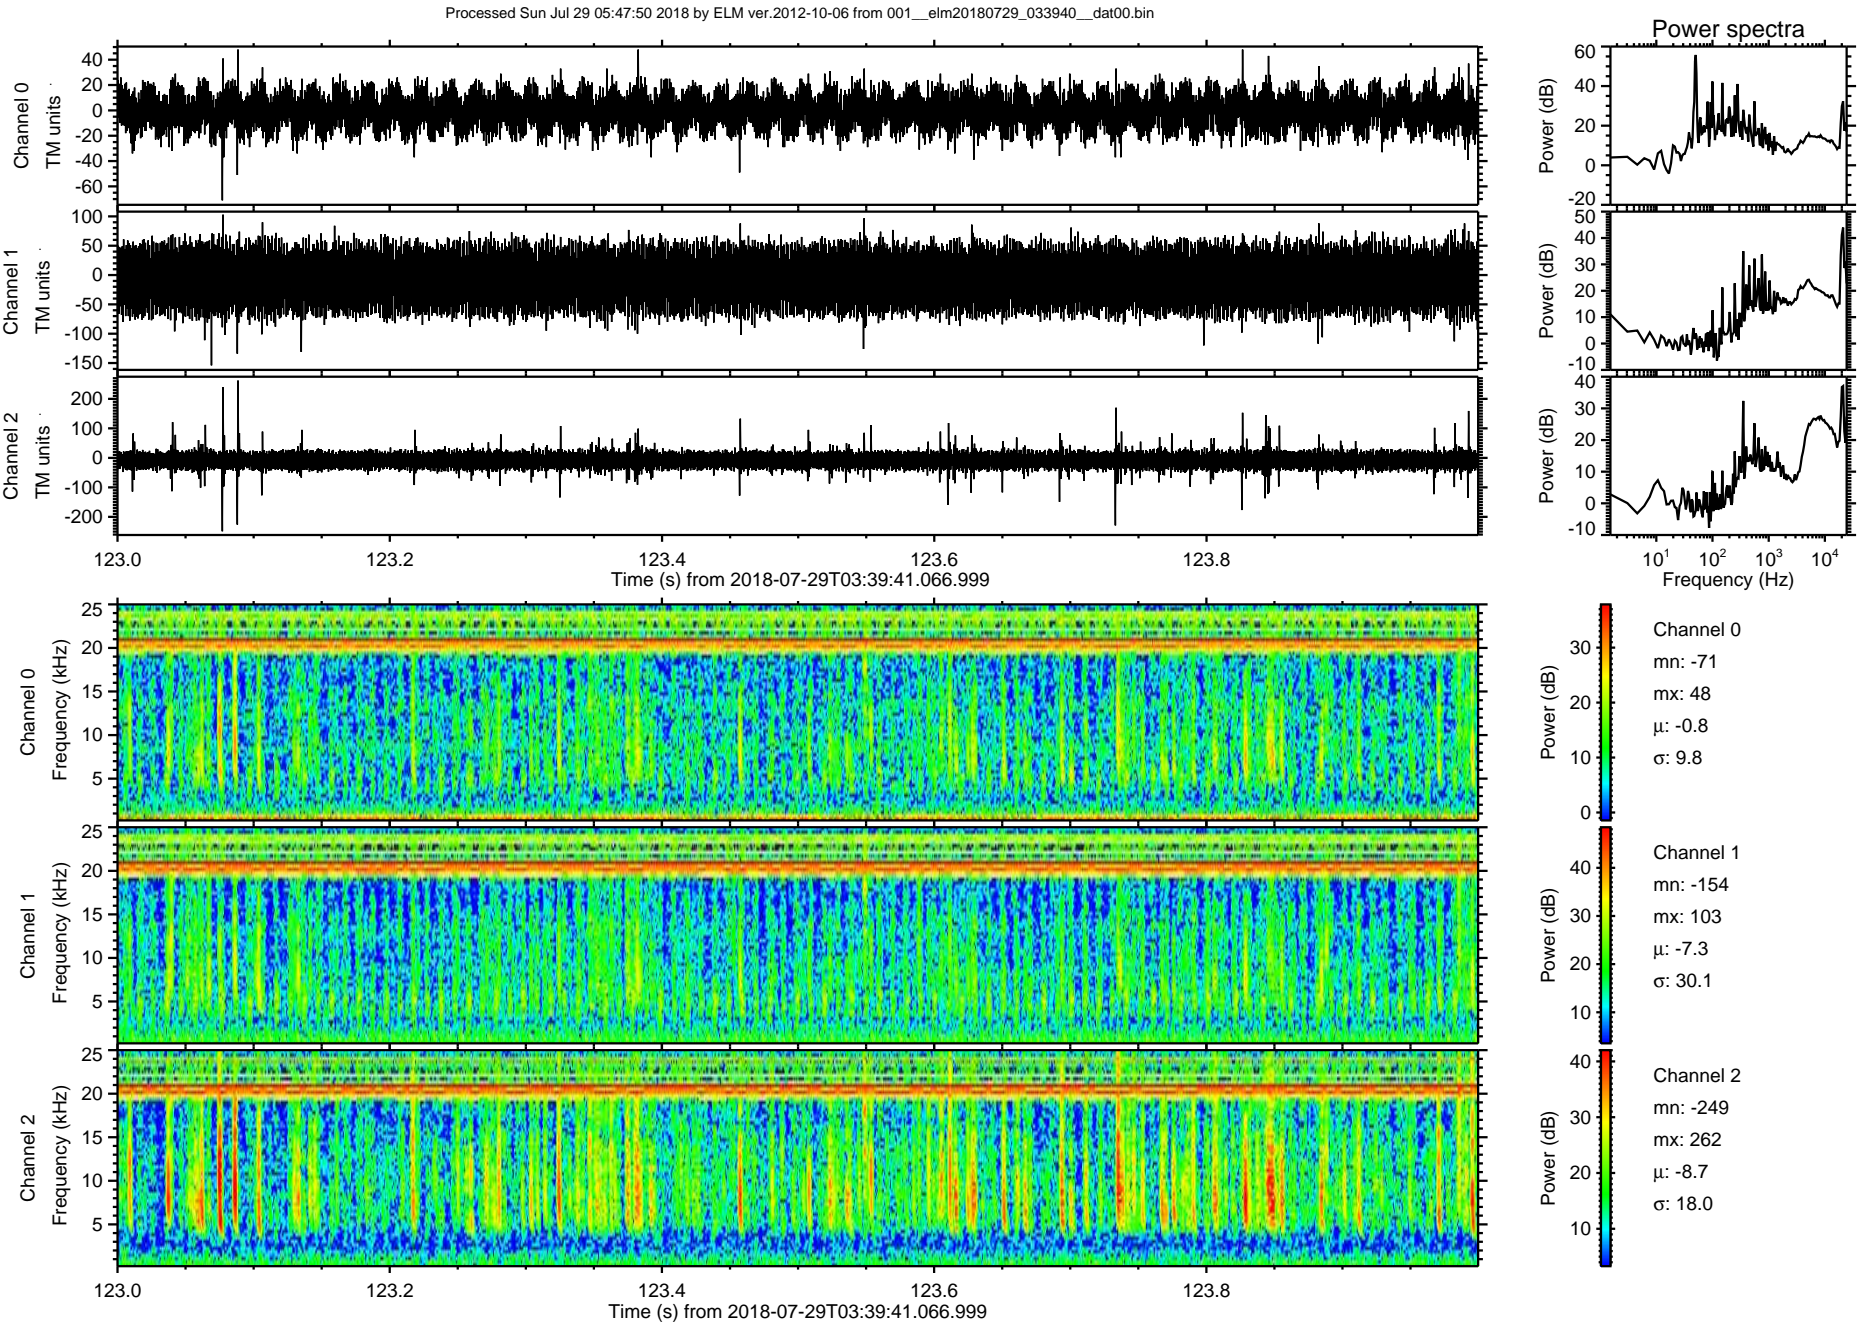 Processed Sun Jul 29 05:47:50 2018 by ELM ver.2012-10-06 from 001__elm20180729_033940__dat00.bin
Power spectra
Channel 0
TM units
40
20
0
-20
-40
-60
Power (dB)
60
40
20
0
-20
Channel 1
TM units
100
50
0
-50
-100
-150
Power (dB)
50
40
30
20
10
0
-10
Channel 2
TM units
200
100
0
-100
-200
Power (dB)
40
30
20
10
0
-10
123.0 123.2 123.4 123.6 123.8
Time (s) from 2018-07-29T03:39:41.066.999
10¹ 10² 10³ 10⁴
Frequency (Hz)
Channel 0
Frequency (kHz)
25
20
15
10
5
Power (dB)
30
20
10
0
Channel 0
mn: -71
mx: 48
μ: -0.8
σ: 9.8
Channel 1
Frequency (kHz)
25
20
15
10
5
Power (dB)
40
30
20
10
Channel 1
mn: -154
mx: 103
μ: -7.3
σ: 30.1
Channel 2
Frequency (kHz)
25
20
15
10
5
Power (dB)
40
30
20
10
Channel 2
mn: -249
mx: 262
μ: -8.7
σ: 18.0
123.0 123.2 123.4 123.6 123.8
Time (s) from 2018-07-29T03:39:41.066.999